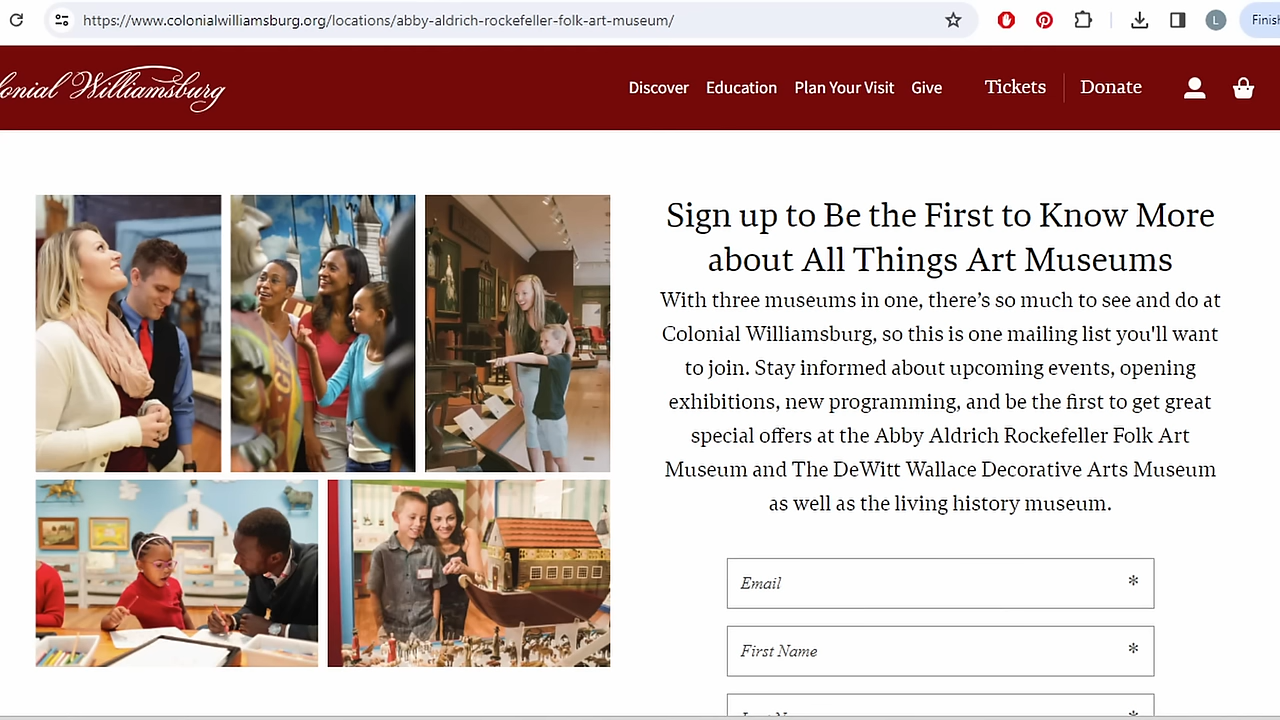 https://www.colonialwilliamsburg.org/locations/abby-aldrich-rockefeller-folk-art-museum/
L
Finish
Williamsburg
Discover Education Plan Your Visit Give Tickets Donate
Sign up to Be the First to Know More
about All Things Art Museums
With three museums in one, there’s so much to see and do at
Colonial Williamsburg, so this is one mailing list you'll want
to join. Stay informed about upcoming events, opening
exhibitions, new programming, and be the first to get great
special offers at the Abby Aldrich Rockefeller Folk Art
Museum and The DeWitt Wallace Decorative Arts Museum
as well as the living history museum.
Email *
First Name *